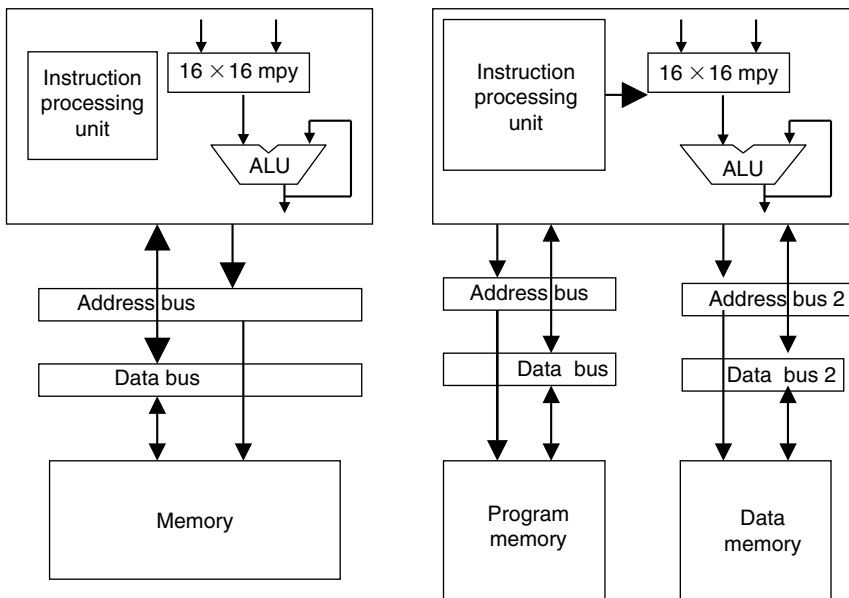 Instruction
processing
unit
16 × 16 mpy
ALU
Address bus
Data bus
Memory
Instruction
processing
unit
16 × 16 mpy
ALU
Address bus
Address bus 2
Data bus
Data bus 2
Program
memory
Data
memory